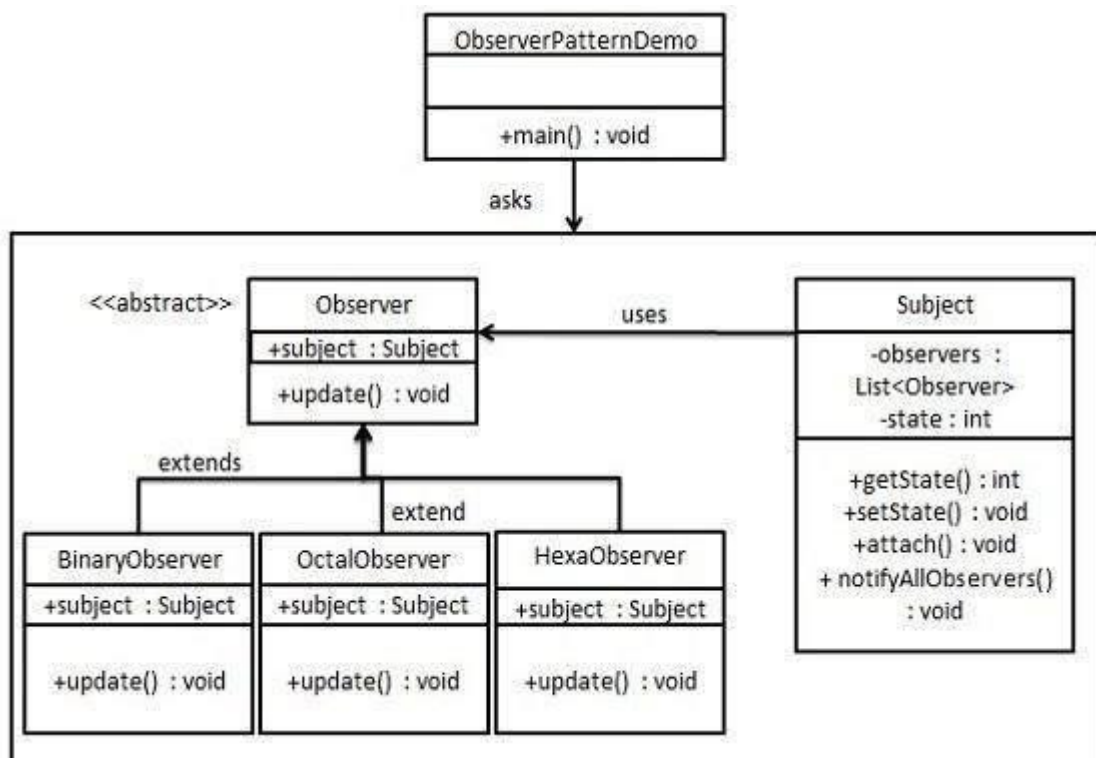 ObserverPatternDemo
+main() : void
asks
<<abstract>>
Observer
+subject : Subject
+update() : void
uses
Subject
-observers :
List<Observer>
-state : int
+getState() : int
+setState() : void
+attach() : void
+ notifyAllObservers()
: void
extends
extend
BinaryObserver
+subject : Subject
+update() : void
OctalObserver
+subject : Subject
+update() : void
HexaObserver
+subject : Subject
+update() : void